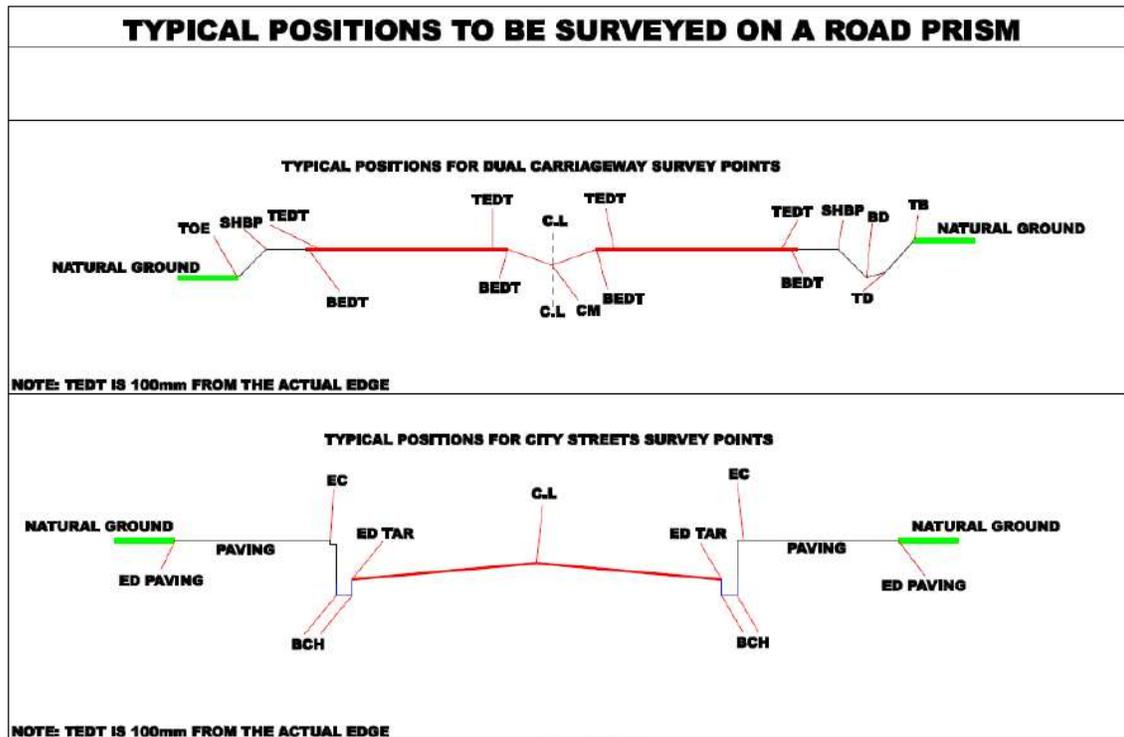 TYPICAL POSITIONS TO BE SURVEYED ON A ROAD PRISM
TYPICAL POSITIONS FOR DUAL CARRIAGEWAY SURVEY POINTS
TOE SHBP TEDT TEDT C.L TEDT TEDT SHBP BD TB
NATURAL GROUND NATURAL GROUND
BEDT BEDT C.L CM BEDT BEDT TD
NOTE: TEDT IS 100mm FROM THE ACTUAL EDGE
TYPICAL POSITIONS FOR CITY STREETS SURVEY POINTS
EC C.L EC
NATURAL GROUND ED TAR ED TAR NATURAL GROUND
PAVING PAVING
ED PAVING ED PAVING
BCH BCH
NOTE: TEDT IS 100mm FROM THE ACTUAL EDGE